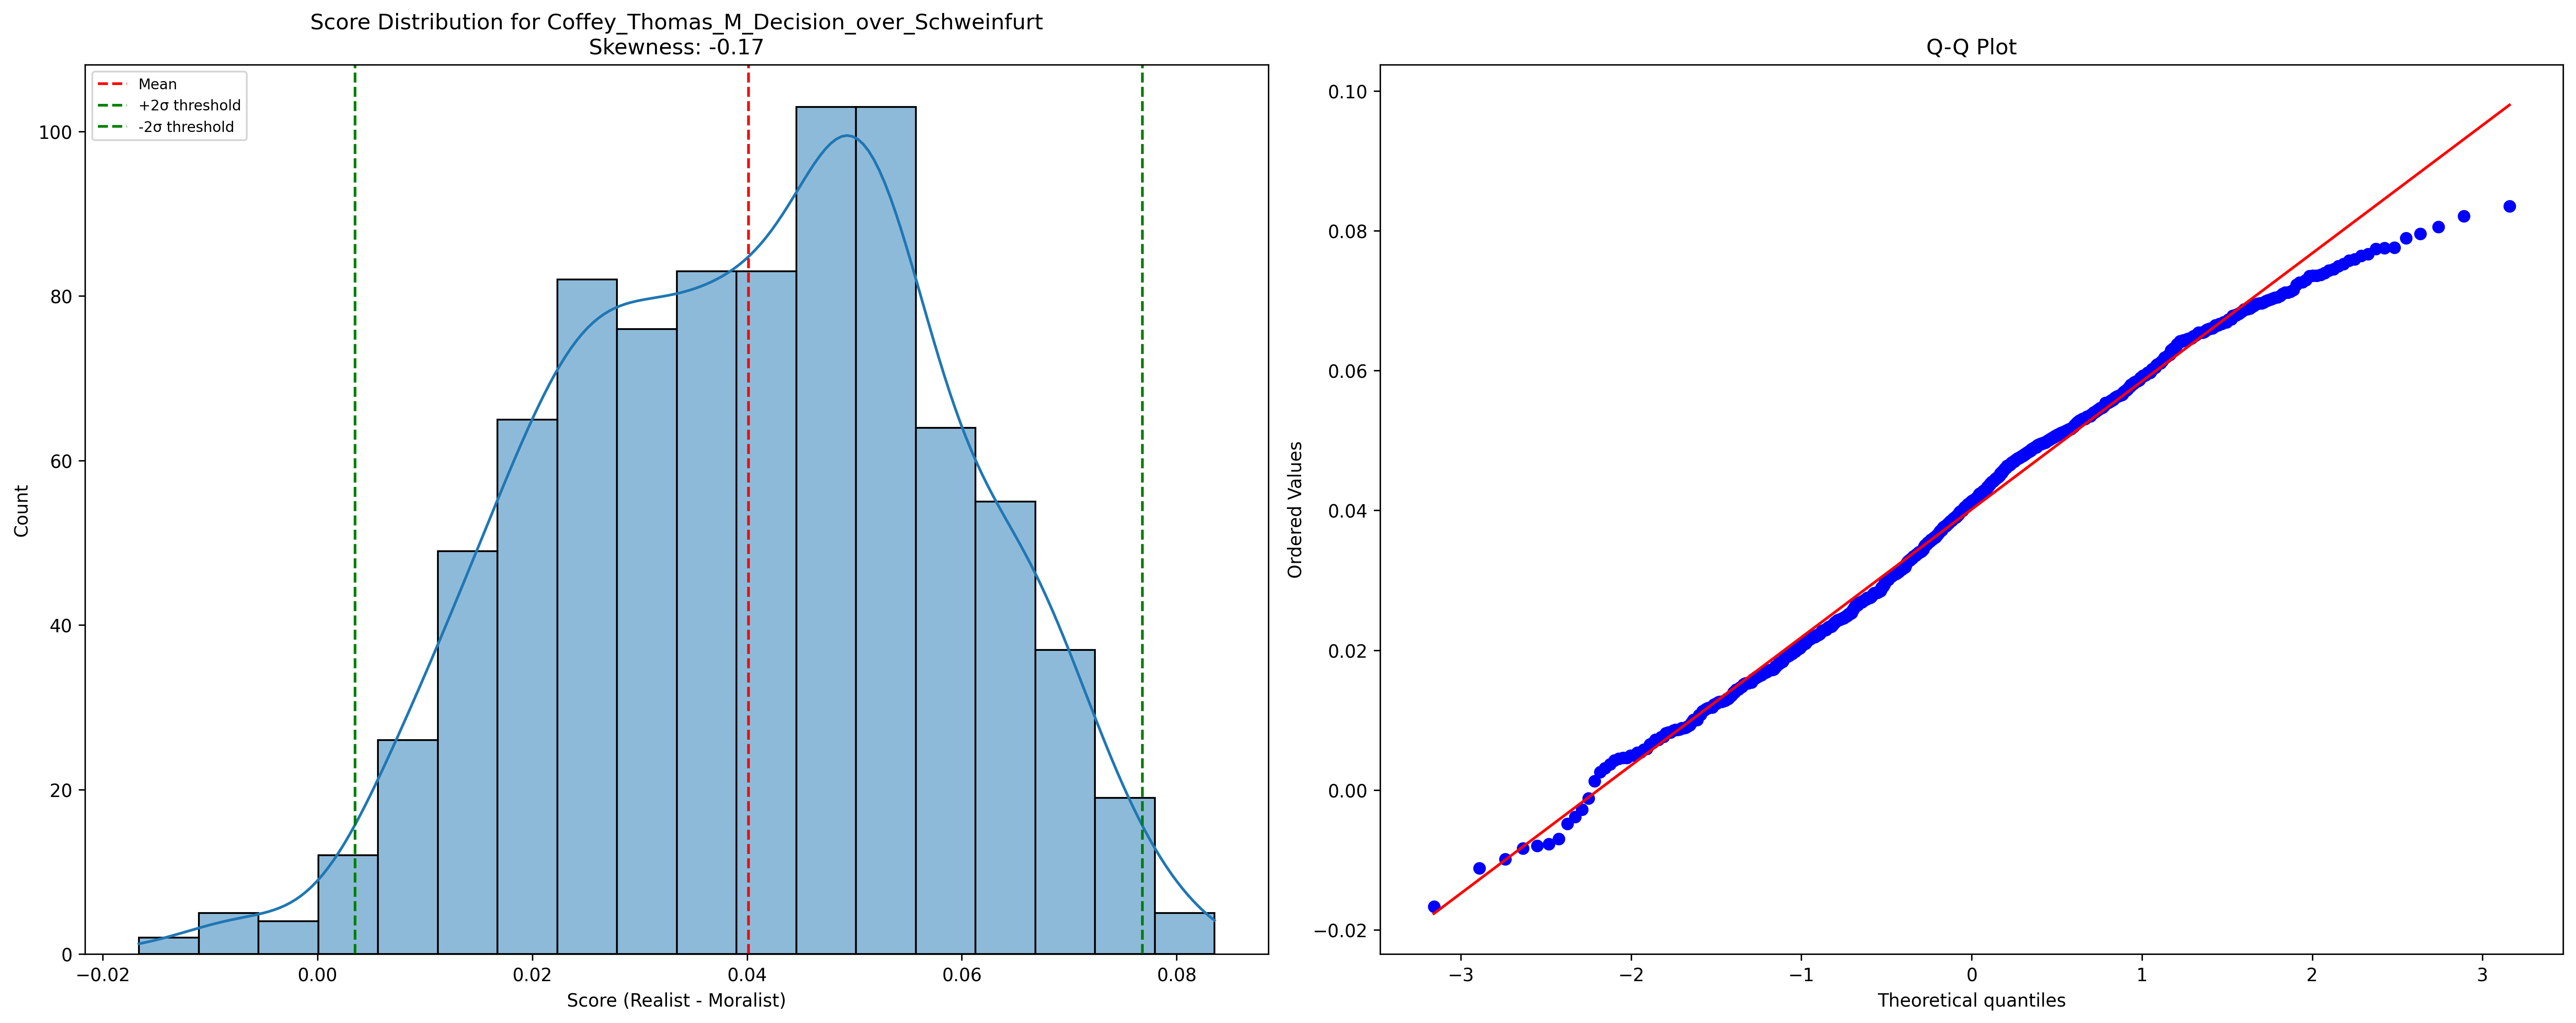 Score Distribution for Coffey_Thomas_M_Decision_over_Schweinfurt
Skewness: -0.17
Mean
+2σ threshold
-2σ threshold
Count
100
80
60
40
20
0
−0.02
0.00
0.02
0.04
0.06
0.08
Score (Realist - Moralist)
Q-Q Plot
Ordered Values
0.10
0.08
0.06
0.04
0.02
0.00
−0.02
−3
−2
−1
0
1
2
3
Theoretical quantiles